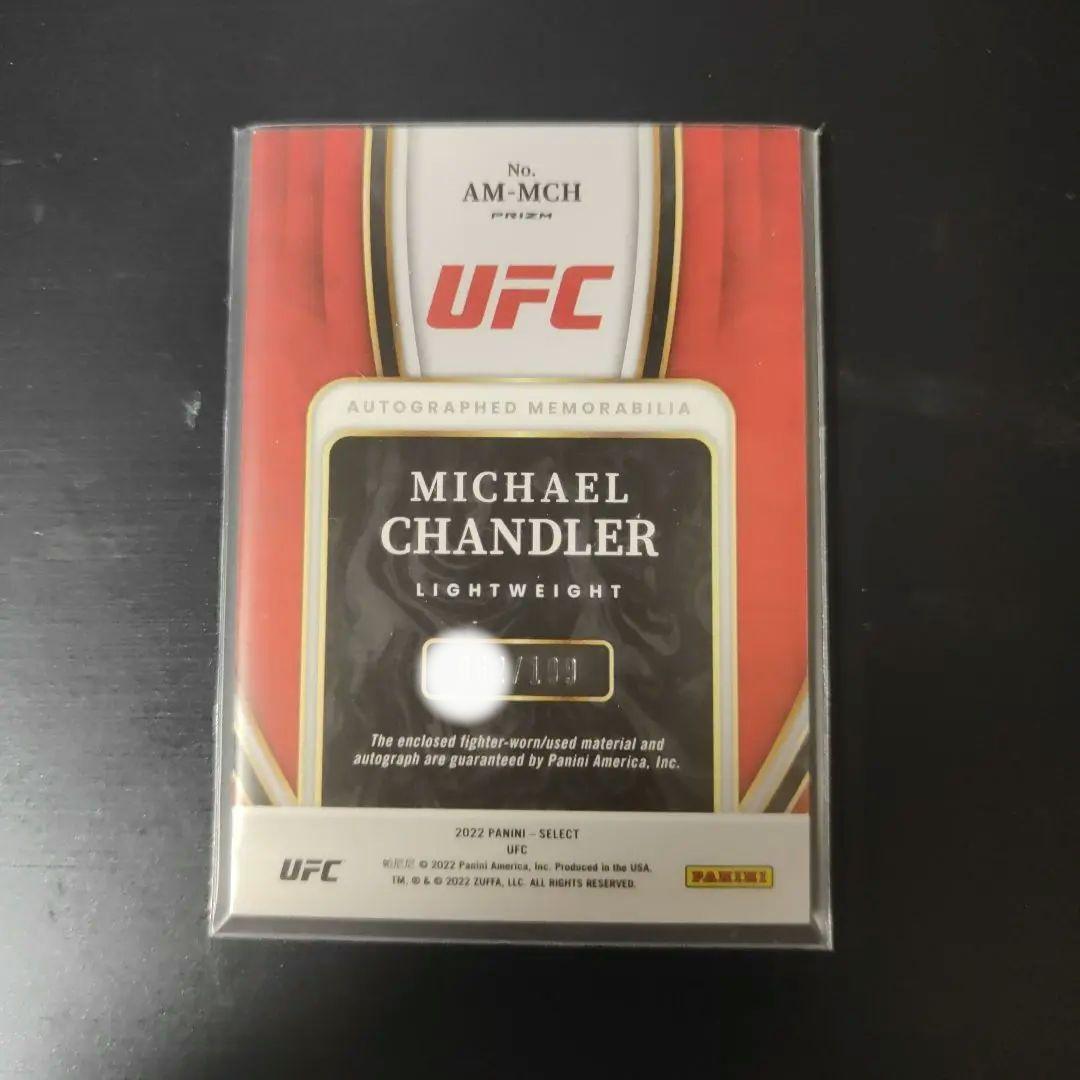 No.
AM-MCH
PRIZM
UFC
AUTOGRAPHED MEMORABILIA
MICHAEL
CHANDLER
LIGHTWEIGHT
/109
The enclosed fighter-worn/used material and
autograph are guaranteed by Panini America, Inc.
2022 PANINI – SELECT
UFC
UFC
© 2022 Panini America, Inc. Produced in the USA.
TM, ® & © 2022 ZUFFA, LLC. ALL RIGHTS RESERVED.
PANINI